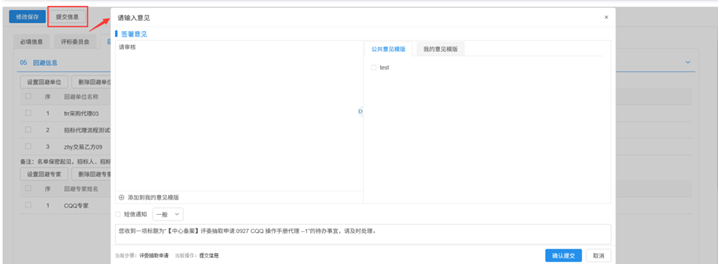 修改保存
提交信息
请输入意见
×
必填信息
评标委员会
签署意见
请审核
公共意见模版
我的意见模版
06 回避信息
test
设置回避单位
删除回避单位
序 回避单位名称
1 frr采购代理03
2 招标代理流程测试
3 zhy交易乙方09
备注:名单保密起见,招标人、招标
设置回避专家
删除回避专家
序 回避专家姓名
1 CQQ专家
添加到我的意见模版
短信通知
一般
您收到一项标题为"【中心备案】评委抽取申请:0927 CQQ 操作手册代理 --1"的待办事宜,请及时处理。
当前步骤:评委抽取申请 当前操作:提交信息
确认提交
取消